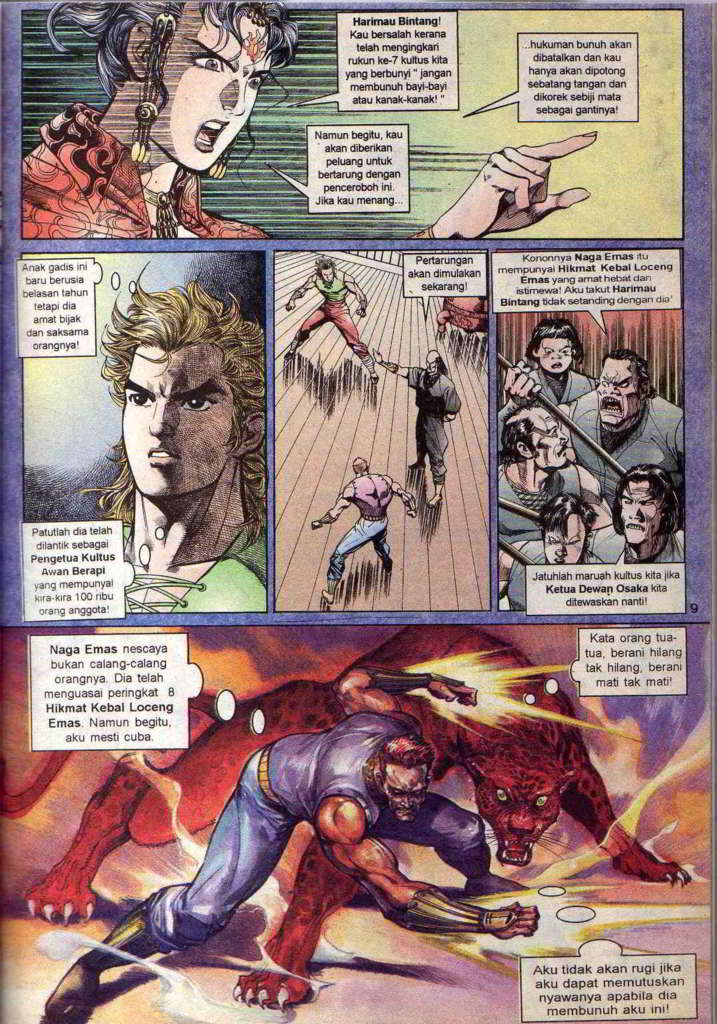 Harimau Bintang!
Kau bersalah kerana
telah mengingkari
rukun ke-7 kultus kita
yang berbunyi " jangan
membunuh bayi-bayi
atau kanak-kanak! "
...hukuman bunuh akan
dibatalkan dan kau
hanya akan dipotong
sebatang tangan dan
dikorek sebiji mata
sebagai gantinya!
Namun begitu, kau
akan diberikan
peluang untuk
bertarung dengan
penceroboh ini.
Jika kau menang...
Anak gadis ini
baru berusia
belasan tahun
tetapi dia
amat bijak
dan saksama
orangnya!
Patutlah dia telah
dilantik sebagai
Pengetua Kultus
Awan Berapi
yang mempunyai
kira-kira 100 ribu
orang anggota!
Pertarungan
akan dimulakan
sekarang!
Kononnya Naga Emas itu
mempunyai Hikmat Kebal Loceng
Emas yang amat hebat dan
istimewa! Aku takut Harimau
Bintang tidak setanding dengan dia!
Jatuhlah maruah kultus kita jika
Ketua Dewan Osaka kita
ditewaskan nanti!
9
Naga Emas nescaya
bukan calang-calang
orangnya. Dia telah
menguasai peringkat 8
Hikmat Kebal Loceng
Emas. Namun begitu,
aku mesti cuba.
Kata orang tua-
tua, berani hilang
tak hilang, berani
mati tak mati!
Aku tidak akan rugi jika
aku dapat memutuskan
nyawanya apabila dia
membunuh aku ini!